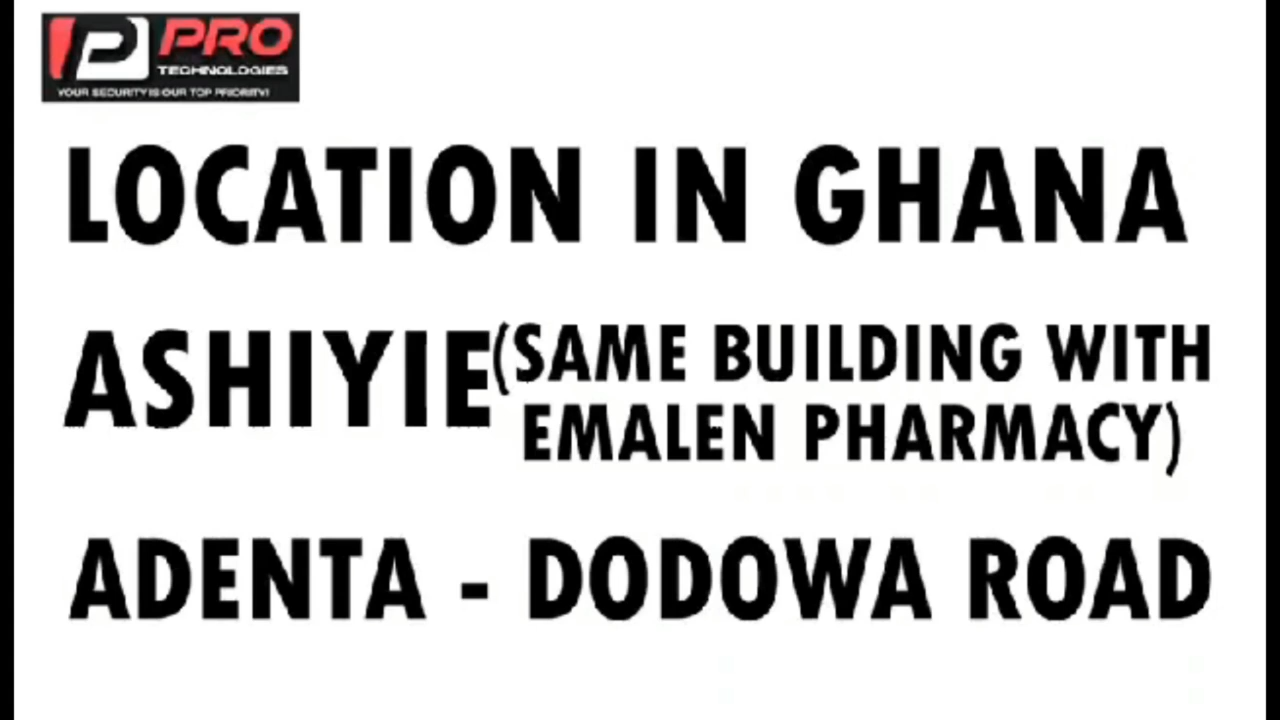 PRO
TECHNOLOGIES
YOUR SECURITY IS OUR TOP PRIORITY!
LOCATION IN GHANA
ASHIYIE (SAME BUILDING WITH
EMALEN PHARMACY)
ADENTA - DODOWA ROAD